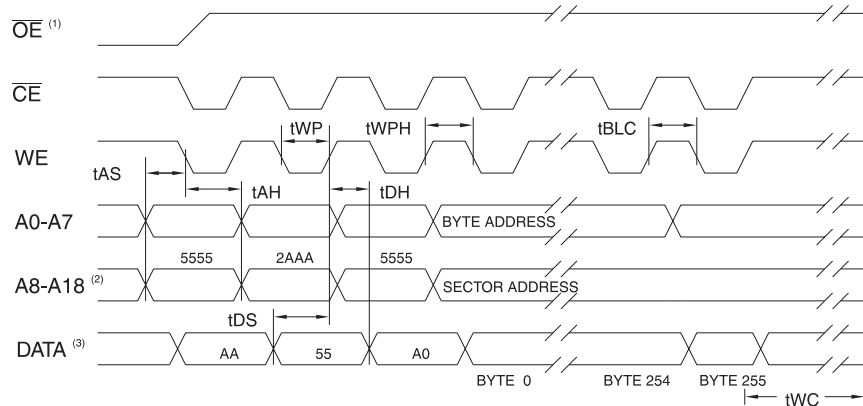 OE (1)
CE
tWP tWPH tBLC
WE
tAS
tAH tDH
A0-A7 BYTE ADDRESS
5555 2AAA 5555
A8-A18 (2) SECTOR ADDRESS
tDS
DATA (3) AA 55 A0
BYTE 0 BYTE 254 BYTE 255
tWC